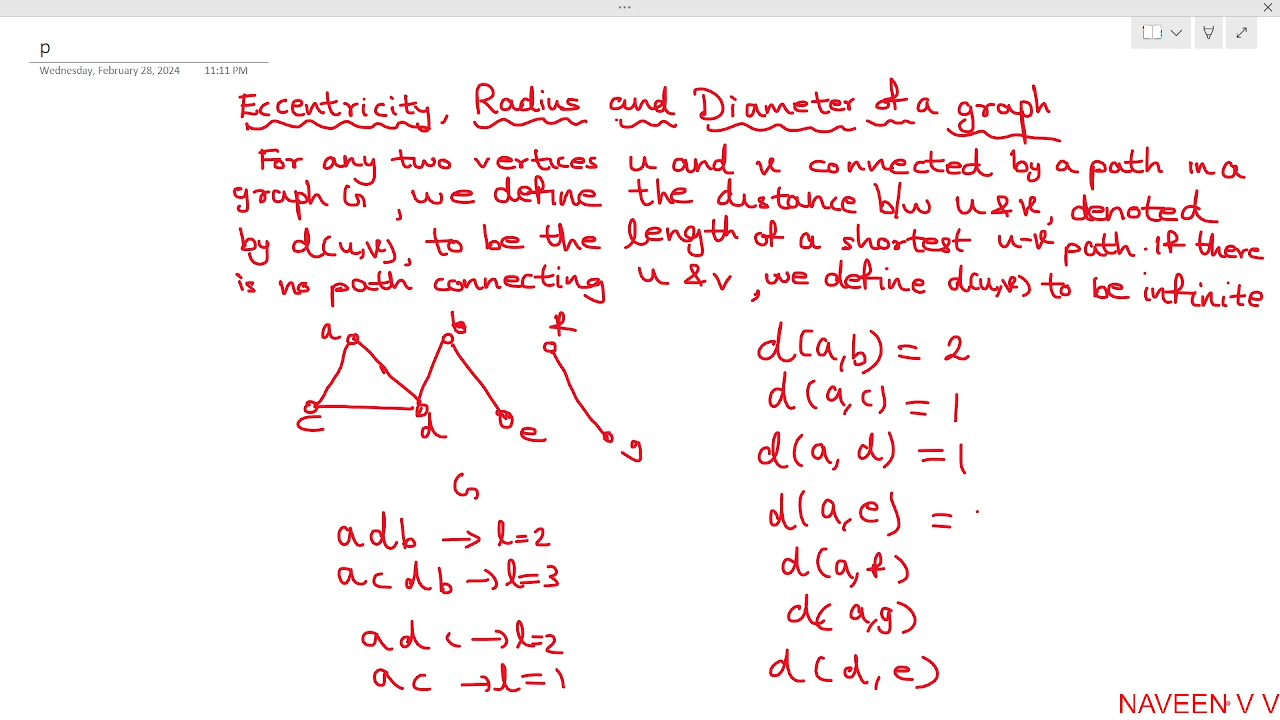 p
Wednesday, February 28, 2024 11:11 PM
Eccentricity, Radius and Diameter of a graph
For any two vertices u and v connected by a path in a
graph G, we define the distance b/w u & v, denoted
by d(u,v), to be the length of a shortest u-v path. If there
is no path connecting u & v, we define d(u,v) to be infinite
a b f
c d e g
G
adb → l=2
acdb → l=3
adc → l=2
ac → l=1
d(a,b) = 2
d(a,c) = 1
d(a,d) = 1
d(a,e) =
d(a,f)
d(a,g)
d(d,e)
NAVEEN V V